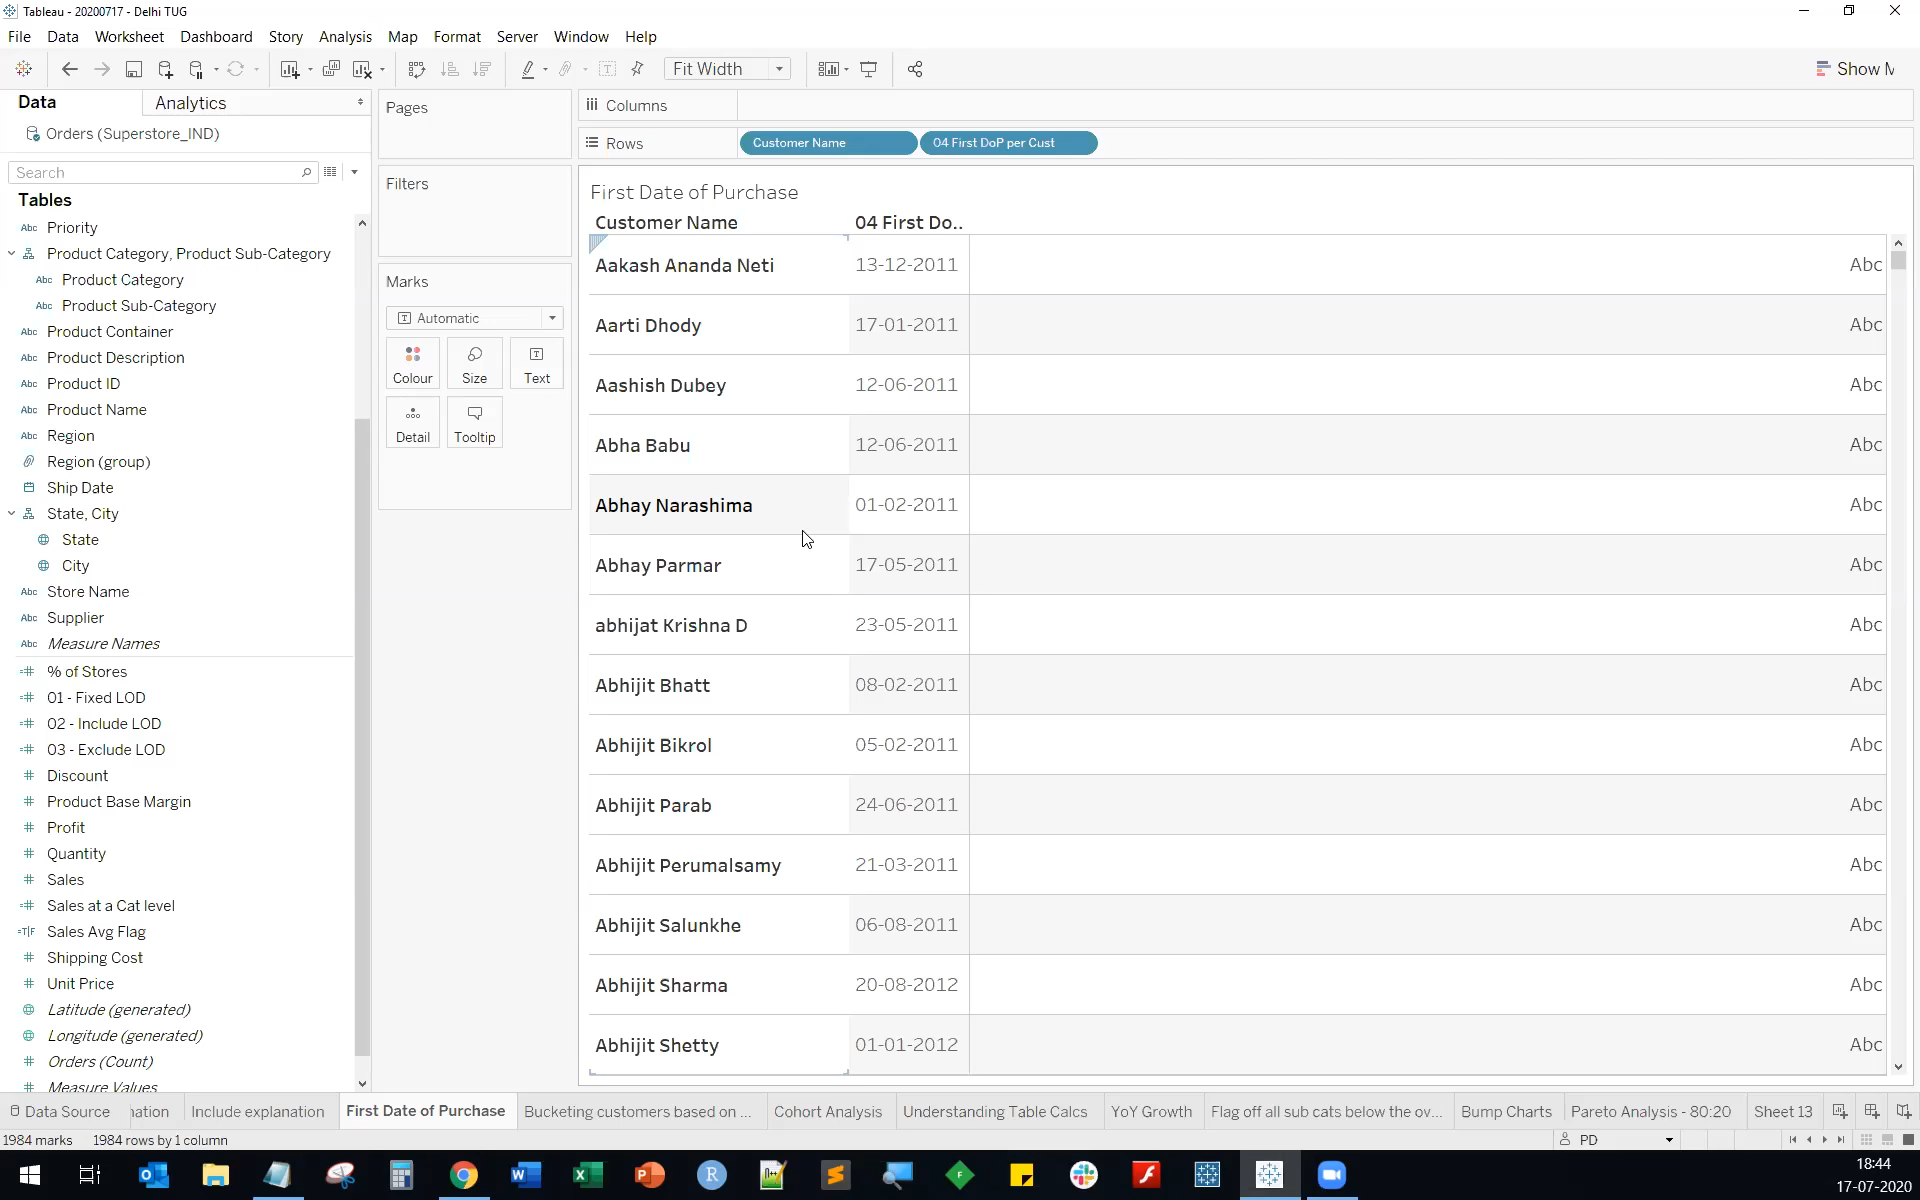 Tableau - 20200717 - Delhi TUG
File Data Worksheet Dashboard Story Analysis Map Format Server Window Help
Fit Width
Show M
Data
Analytics
Orders (Superstore_IND)
Search
Tables
Abc Priority
Product Category, Product Sub-Category
Abc Product Category
Abc Product Sub-Category
Abc Product Container
Abc Product Description
Abc Product ID
Abc Product Name
Abc Region
Region (group)
Ship Date
State, City
State
City
Abc Store Name
Abc Supplier
Abc Measure Names
=# % of Stores
=# 01 - Fixed LOD
=# 02 - Include LOD
=# 03 - Exclude LOD
# Discount
# Product Base Margin
# Profit
# Quantity
# Sales
=# Sales at a Cat level
=T|F Sales Avg Flag
# Shipping Cost
# Unit Price
Latitude (generated)
Longitude (generated)
# Orders (Count)
# Measure Values
Pages
Filters
Marks
Automatic
Colour Size Text
Detail Tooltip
Columns
Rows Customer Name 04 First DoP per Cust
First Date of Purchase
Customer Name 04 First Do..
Aakash Ananda Neti 13-12-2011 Abc
Aarti Dhody 17-01-2011 Abc
Aashish Dubey 12-06-2011 Abc
Abha Babu 12-06-2011 Abc
Abhay Narashima 01-02-2011 Abc
Abhay Parmar 17-05-2011 Abc
abhijat Krishna D 23-05-2011 Abc
Abhijit Bhatt 08-02-2011 Abc
Abhijit Bikrol 05-02-2011 Abc
Abhijit Parab 24-06-2011 Abc
Abhijit Perumalsamy 21-03-2011 Abc
Abhijit Salunkhe 06-08-2011 Abc
Abhijit Sharma 20-08-2012 Abc
Abhijit Shetty 01-01-2012 Abc
Data Source nation Include explanation First Date of Purchase Bucketing customers based on ... Cohort Analysis Understanding Table Calcs YoY Growth Flag off all sub cats below the ov... Bump Charts Pareto Analysis - 80:20 Sheet 13
1984 marks 1984 rows by 1 column PD
18:44
17-07-2020